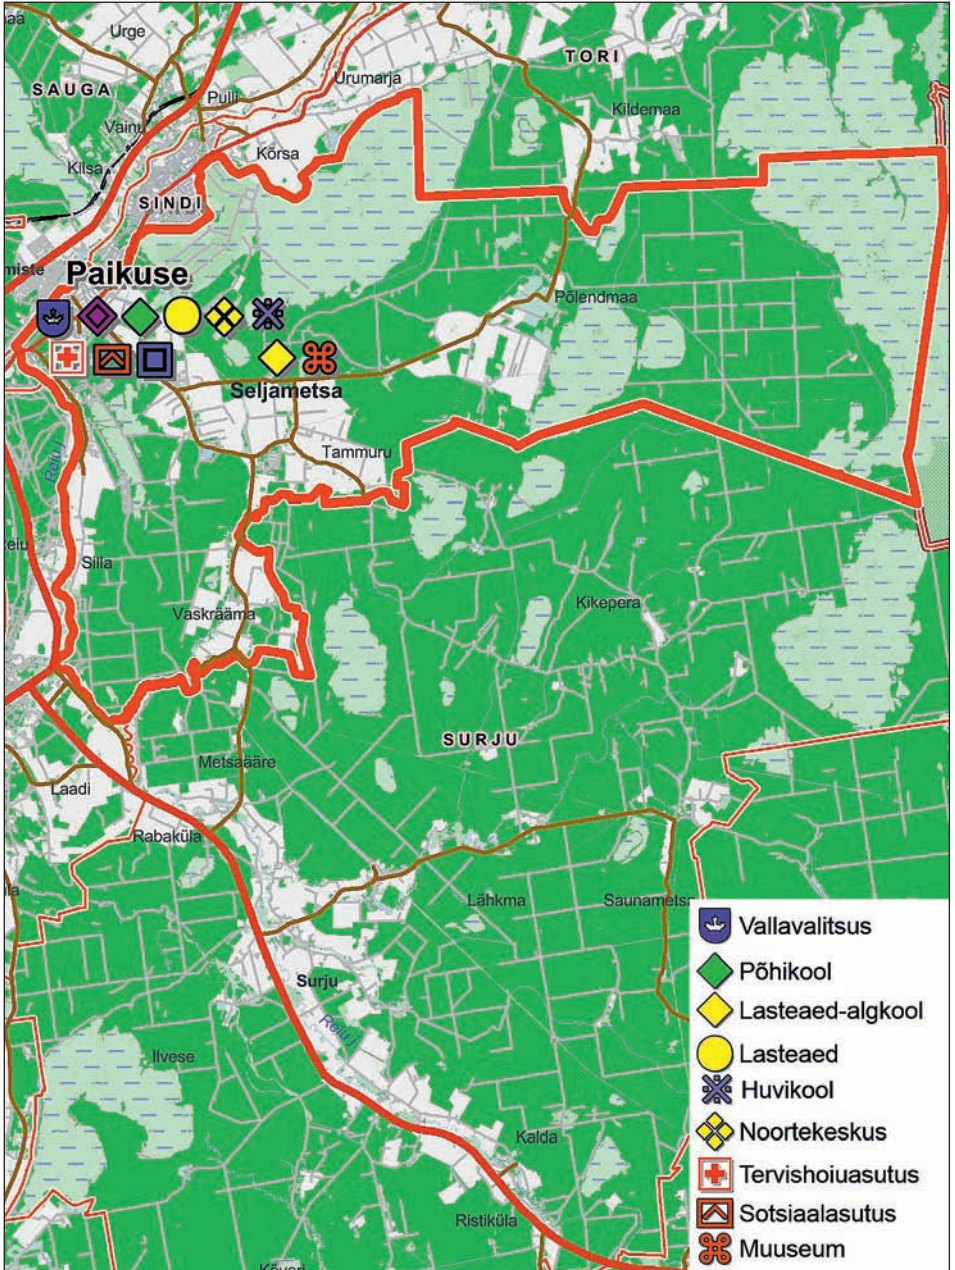 Urge
TORI
SAUGA
Urumarja
Pulli
Kildemaa
Vainu
Kõrsa
Kilsa
SINDI
miste
Paikuse
Põlendmaa
Seljametsa
Tammuru
Reiu j
Silla
Kikepera
Vaskrääma
SURJU
Metsaääre
Laadi
Rabaküla
Lähkma
Saunametsa
Surju
Reiu j
Ilvese
Kalda
Ristiküla
Vallavalitsus
Põhikool
Lasteaed-algkool
Lasteaed
Huvikool
Noortekeskus
Tervishoiuasutus
Sotsiaalasutus
Muuseum